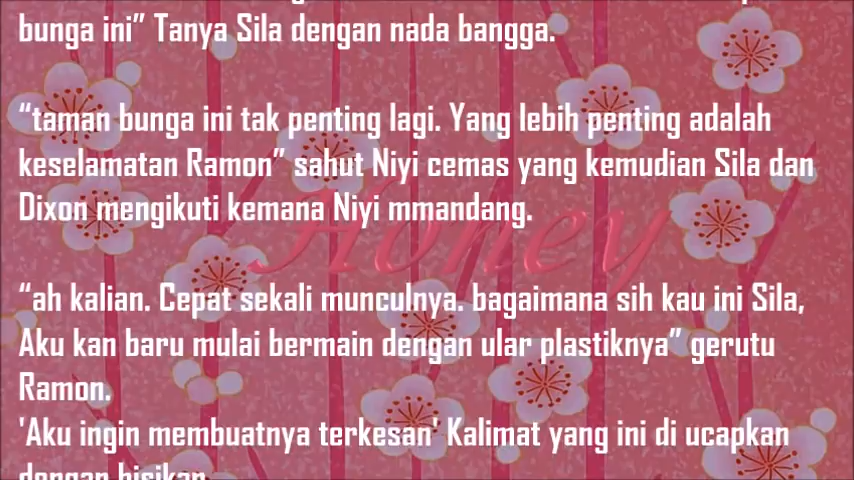 bunga ini” Tanya Sila dengan nada bangga.
“taman bunga ini tak penting lagi. Yang lebih penting adalah
keselamatan Ramon” sahut Niyi cemas yang kemudian Sila dan
Dixon mengikuti kemana Niyi mmandang.
Honey
“ah kalian. Cepat sekali munculnya. bagaimana sih kau ini Sila,
Aku kan baru mulai bermain dengan ular plastiknya” gerutu
Ramon.
'Aku ingin membuatnya terkesan' Kalimat yang ini di ucapkan
dengan bisikan.